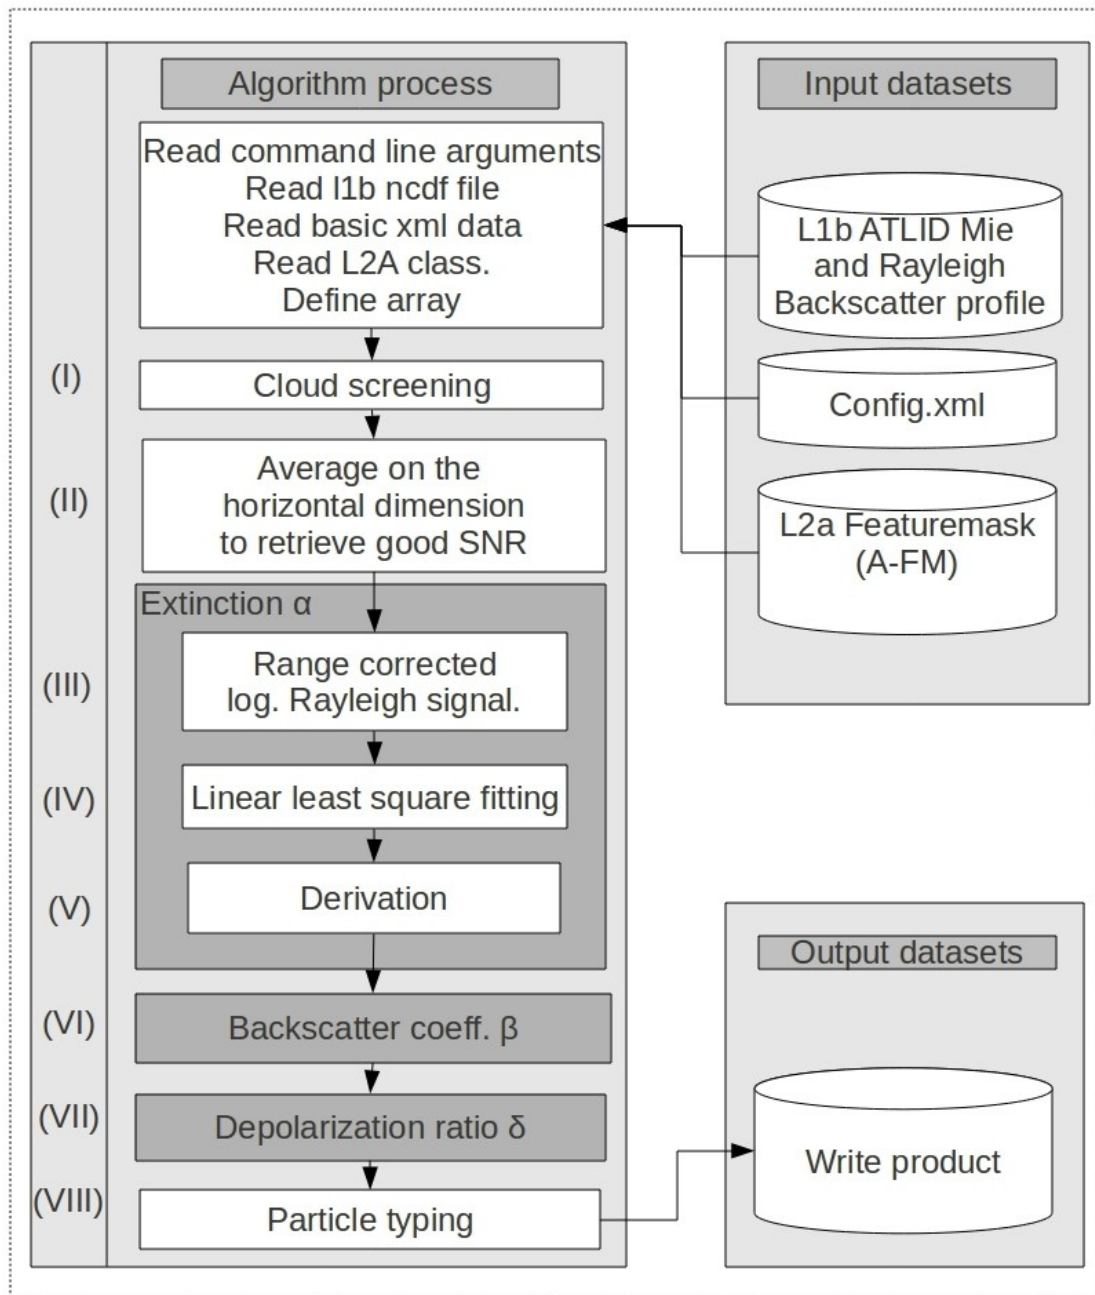 Algorithm process
Read command line arguments
Read l1b ncdf file
Read basic xml data
Read L2A class.
Define array
(I)
Cloud screening
(II)
Average on the
horizontal dimension
to retrieve good SNR
Extinction α
(III)
Range corrected
log. Rayleigh signal.
(IV)
Linear least square fitting
(V)
Derivation
(VI)
Backscatter coeff. β
(VII)
Depolarization ratio δ
(VIII)
Particle typing
Input datasets
L1b ATLID Mie
and Rayleigh
Backscatter profile
Config.xml
L2a Featuremask
(A-FM)
Output datasets
Write product